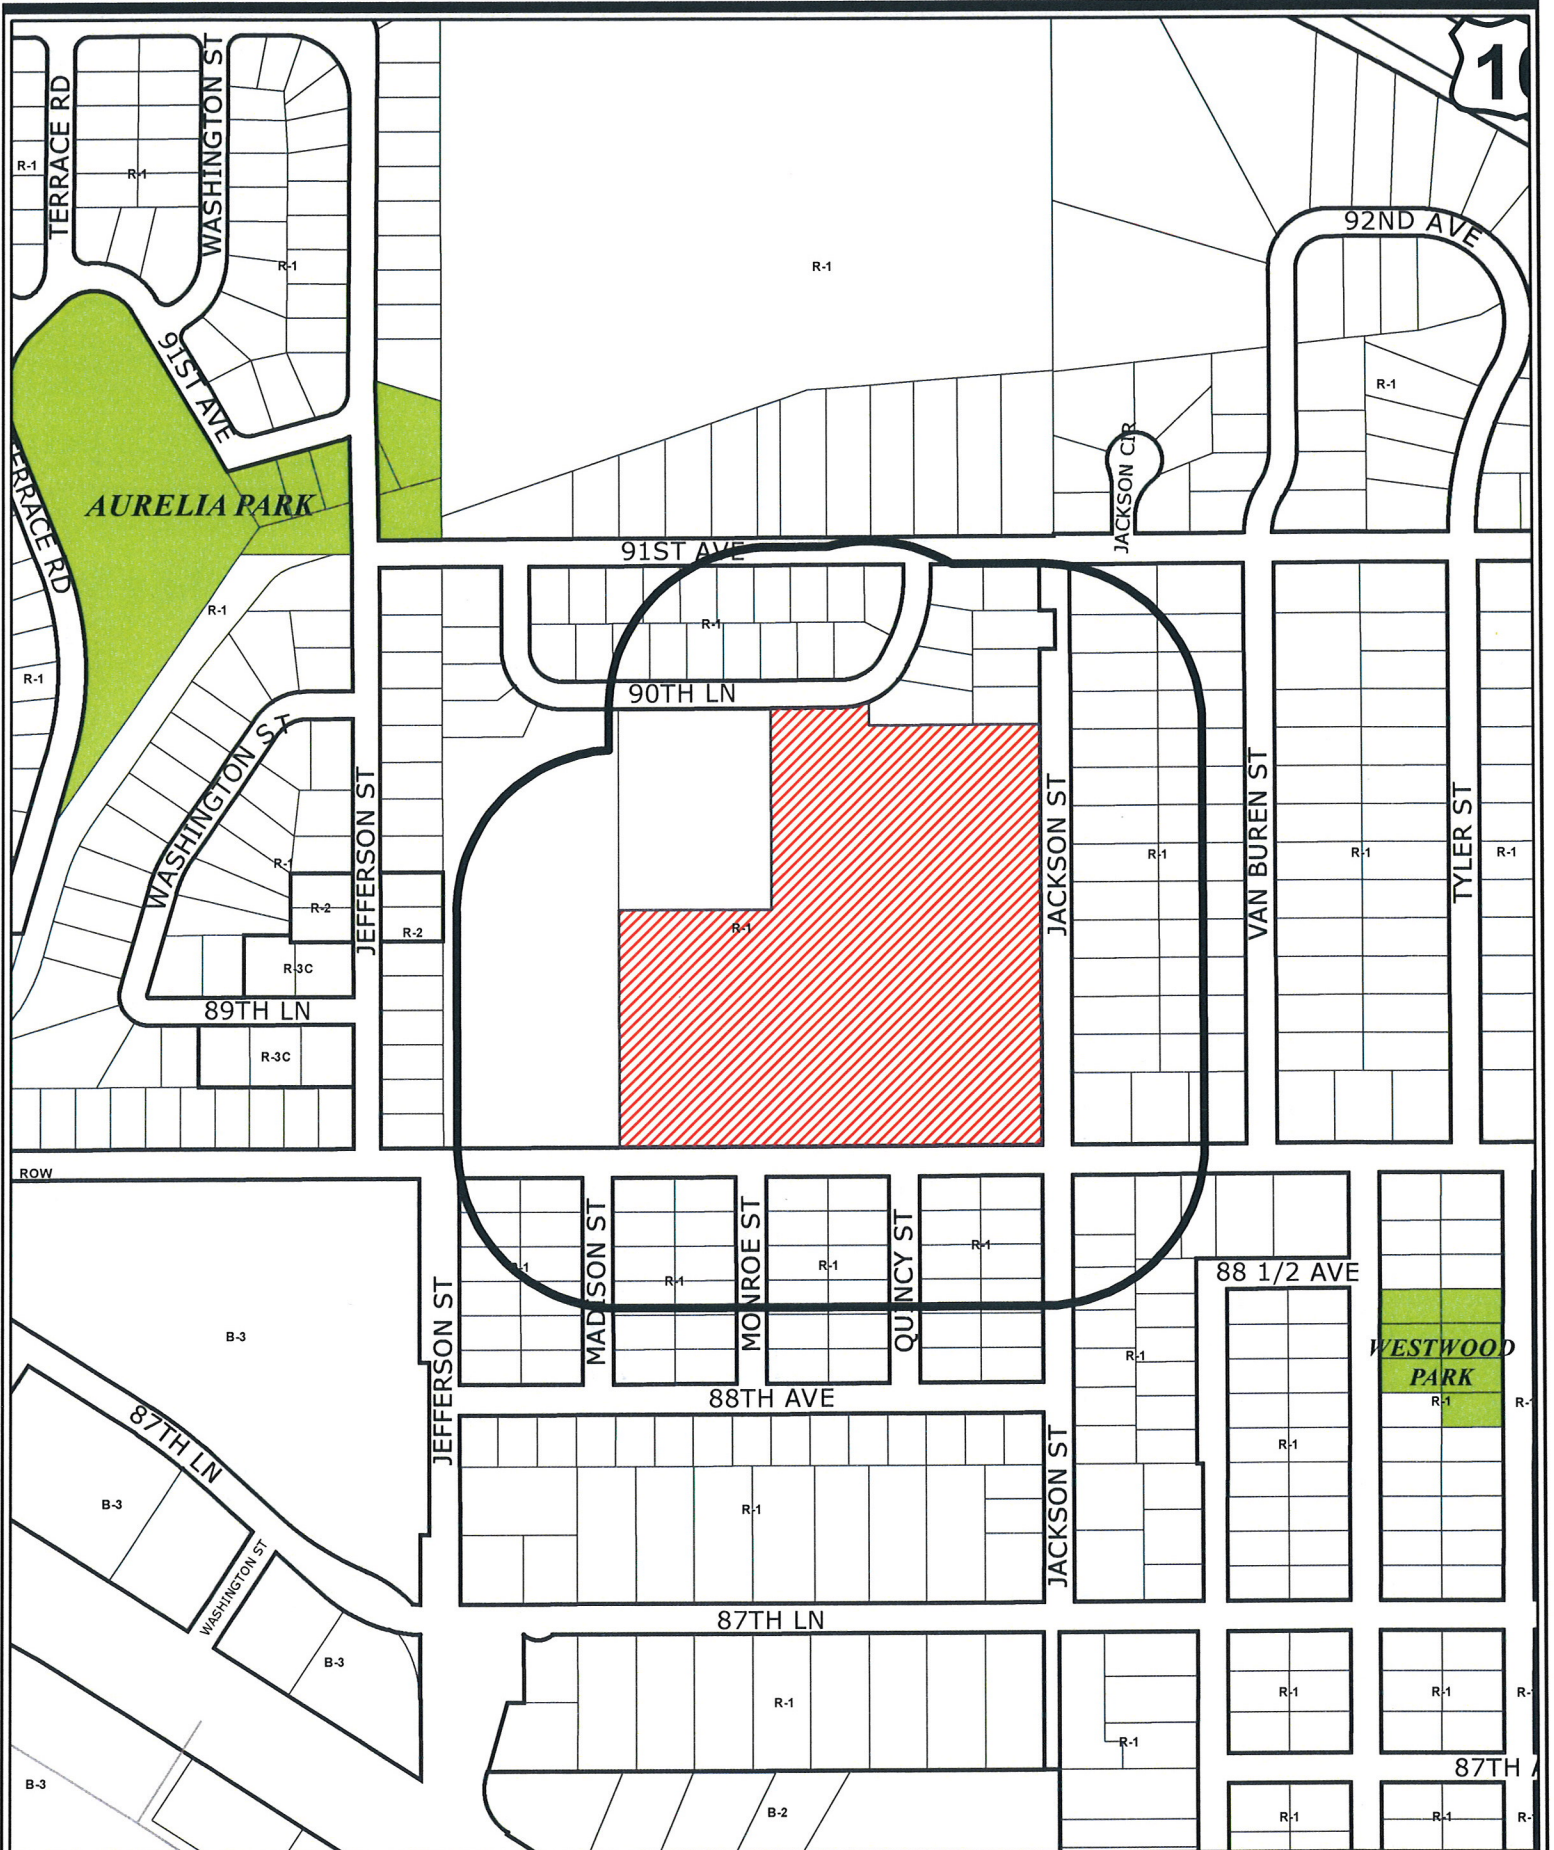 10
TERRACE RD
WASHINGTON ST
R-1
R-1
R-1
R-1
92ND AVE
91ST AVE
R-1
JACKSON CIR
AURELIA PARK
TERRACE RD
91ST AVE
R-1
R-1
R-1
90TH LN
WASHINGTON ST
JEFFERSON ST
JACKSON ST
VAN BUREN ST
TYLER ST
R-1
R-1
R-1
R-1
R-2
R-2
R-1
R-3C
89TH LN
R-3C
ROW
MADISON ST
MONROE ST
QUINCY ST
R-1
R-1
R-1
R-1
88 1/2 AVE
B-3
JEFFERSON ST
WESTWOOD
PARK
R-1
R-1
R-
88TH AVE
87TH LN
R-1
JACKSON ST
B-3
R-1
WASHINGTON ST
87TH LN
B-3
R-1
R-1
R-1
R-
R-1
87TH A
B-3
B-2
R-1
R-1
R-